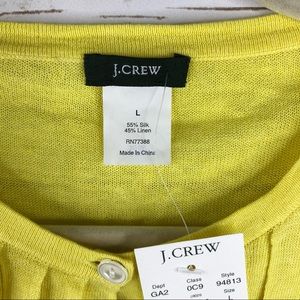 J.CREW
L
55% Silk
45% Linen
RN77388
Made In China
J.CREW
Dept Class Style
GA2 0C9 94813
Size